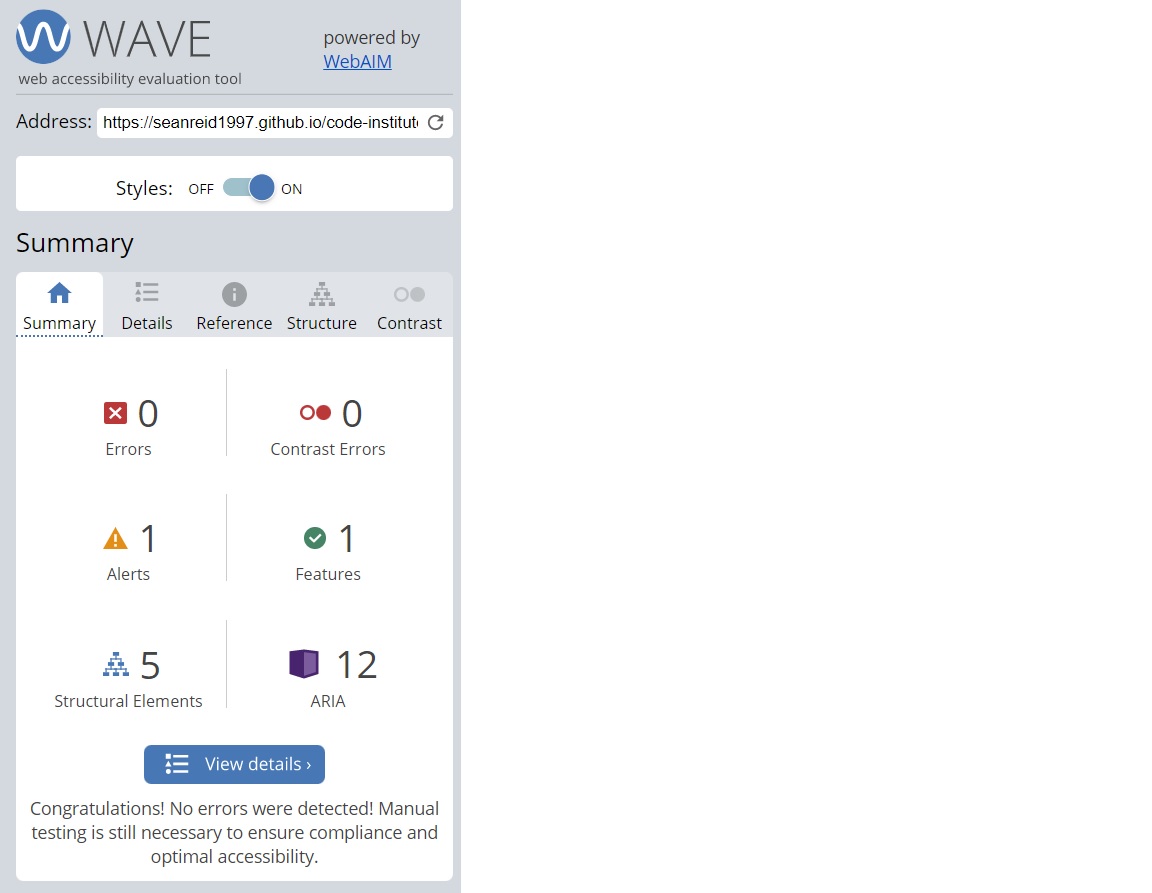 WAVE
powered by
WebAIM
web accessibility evaluation tool
Address: https://seanreid1997.github.io/code-institut
Styles: OFF ON
Summary
Summary Details Reference Structure Contrast
0 0
Errors Contrast Errors
1 1
Alerts Features
5 12
Structural Elements ARIA
View details ›
Congratulations! No errors were detected! Manual
testing is still necessary to ensure compliance and
optimal accessibility.